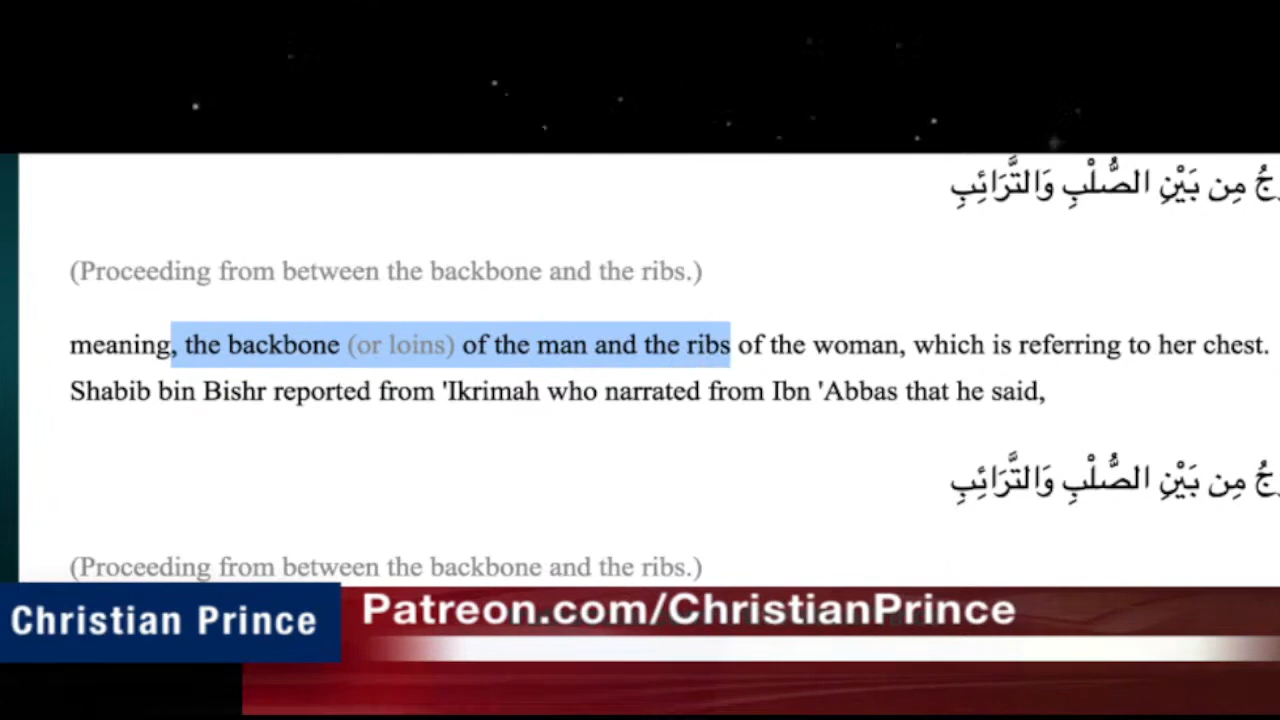 مِن بَيْنِ الصُّلْبِ وَالتَّرَائِبِ
(Proceeding from between the backbone and the ribs.)
meaning, the backbone (or loins) of the man and the ribs of the woman, which is referring to her chest.
Shabib bin Bishr reported from 'Ikrimah who narrated from Ibn 'Abbas that he said,
مِن بَيْنِ الصُّلْبِ وَالتَّرَائِبِ
(Proceeding from between the backbone and the ribs.)
Christian Prince
Patreon.com/ChristianPrince